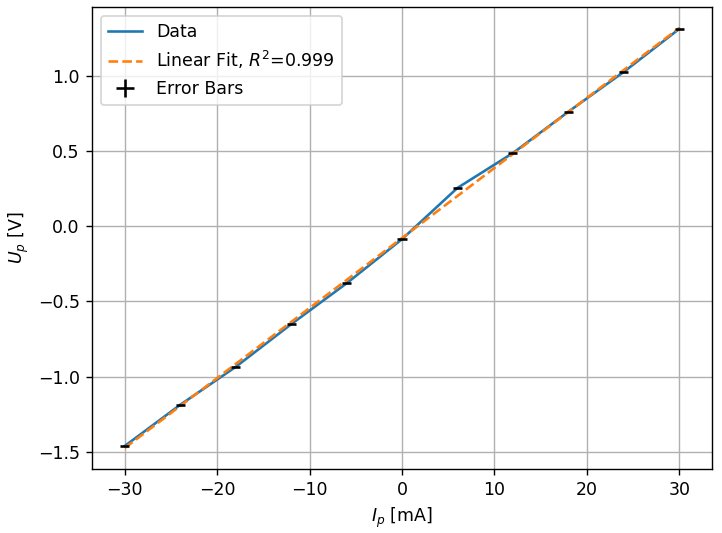 Data
Linear Fit, R²=0.999
Error Bars
1.0
0.5
0.0
−0.5
−1.0
−1.5
U_p [V]
−30 −20 −10 0 10 20 30
I_p [mA]